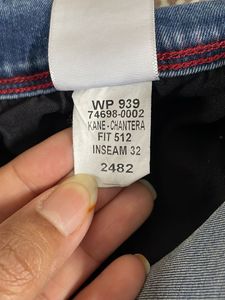 WP 939
74698-0002
KANE-CHANTERA
FIT 512
INSEAM 32
2482